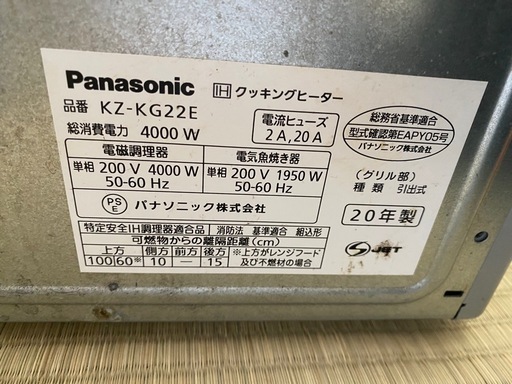 Panasonic IH クッキングヒーター
品番 KZ-KG22E
総消費電力 4000 W
電流ヒューズ
2 A, 20 A
総務省基準適合
型式確認第EAPY05号
パナソニック株式会社
電磁調理器
単相 200 V 4000 W
50-60 Hz
電気魚焼き器
単相 200 V 1950 W
50-60 Hz
(グリル部)
種類 引出式
PS
E
パナソニック株式会社
20年製
特定安全IH調理器適合品 消防法 基準適合 組込形
可燃物からの離隔距離(cm)
上方 側方 前方 後方
100(60※) 10 — 15
※上方がレンジフード
及び不燃材の場合
S-JET